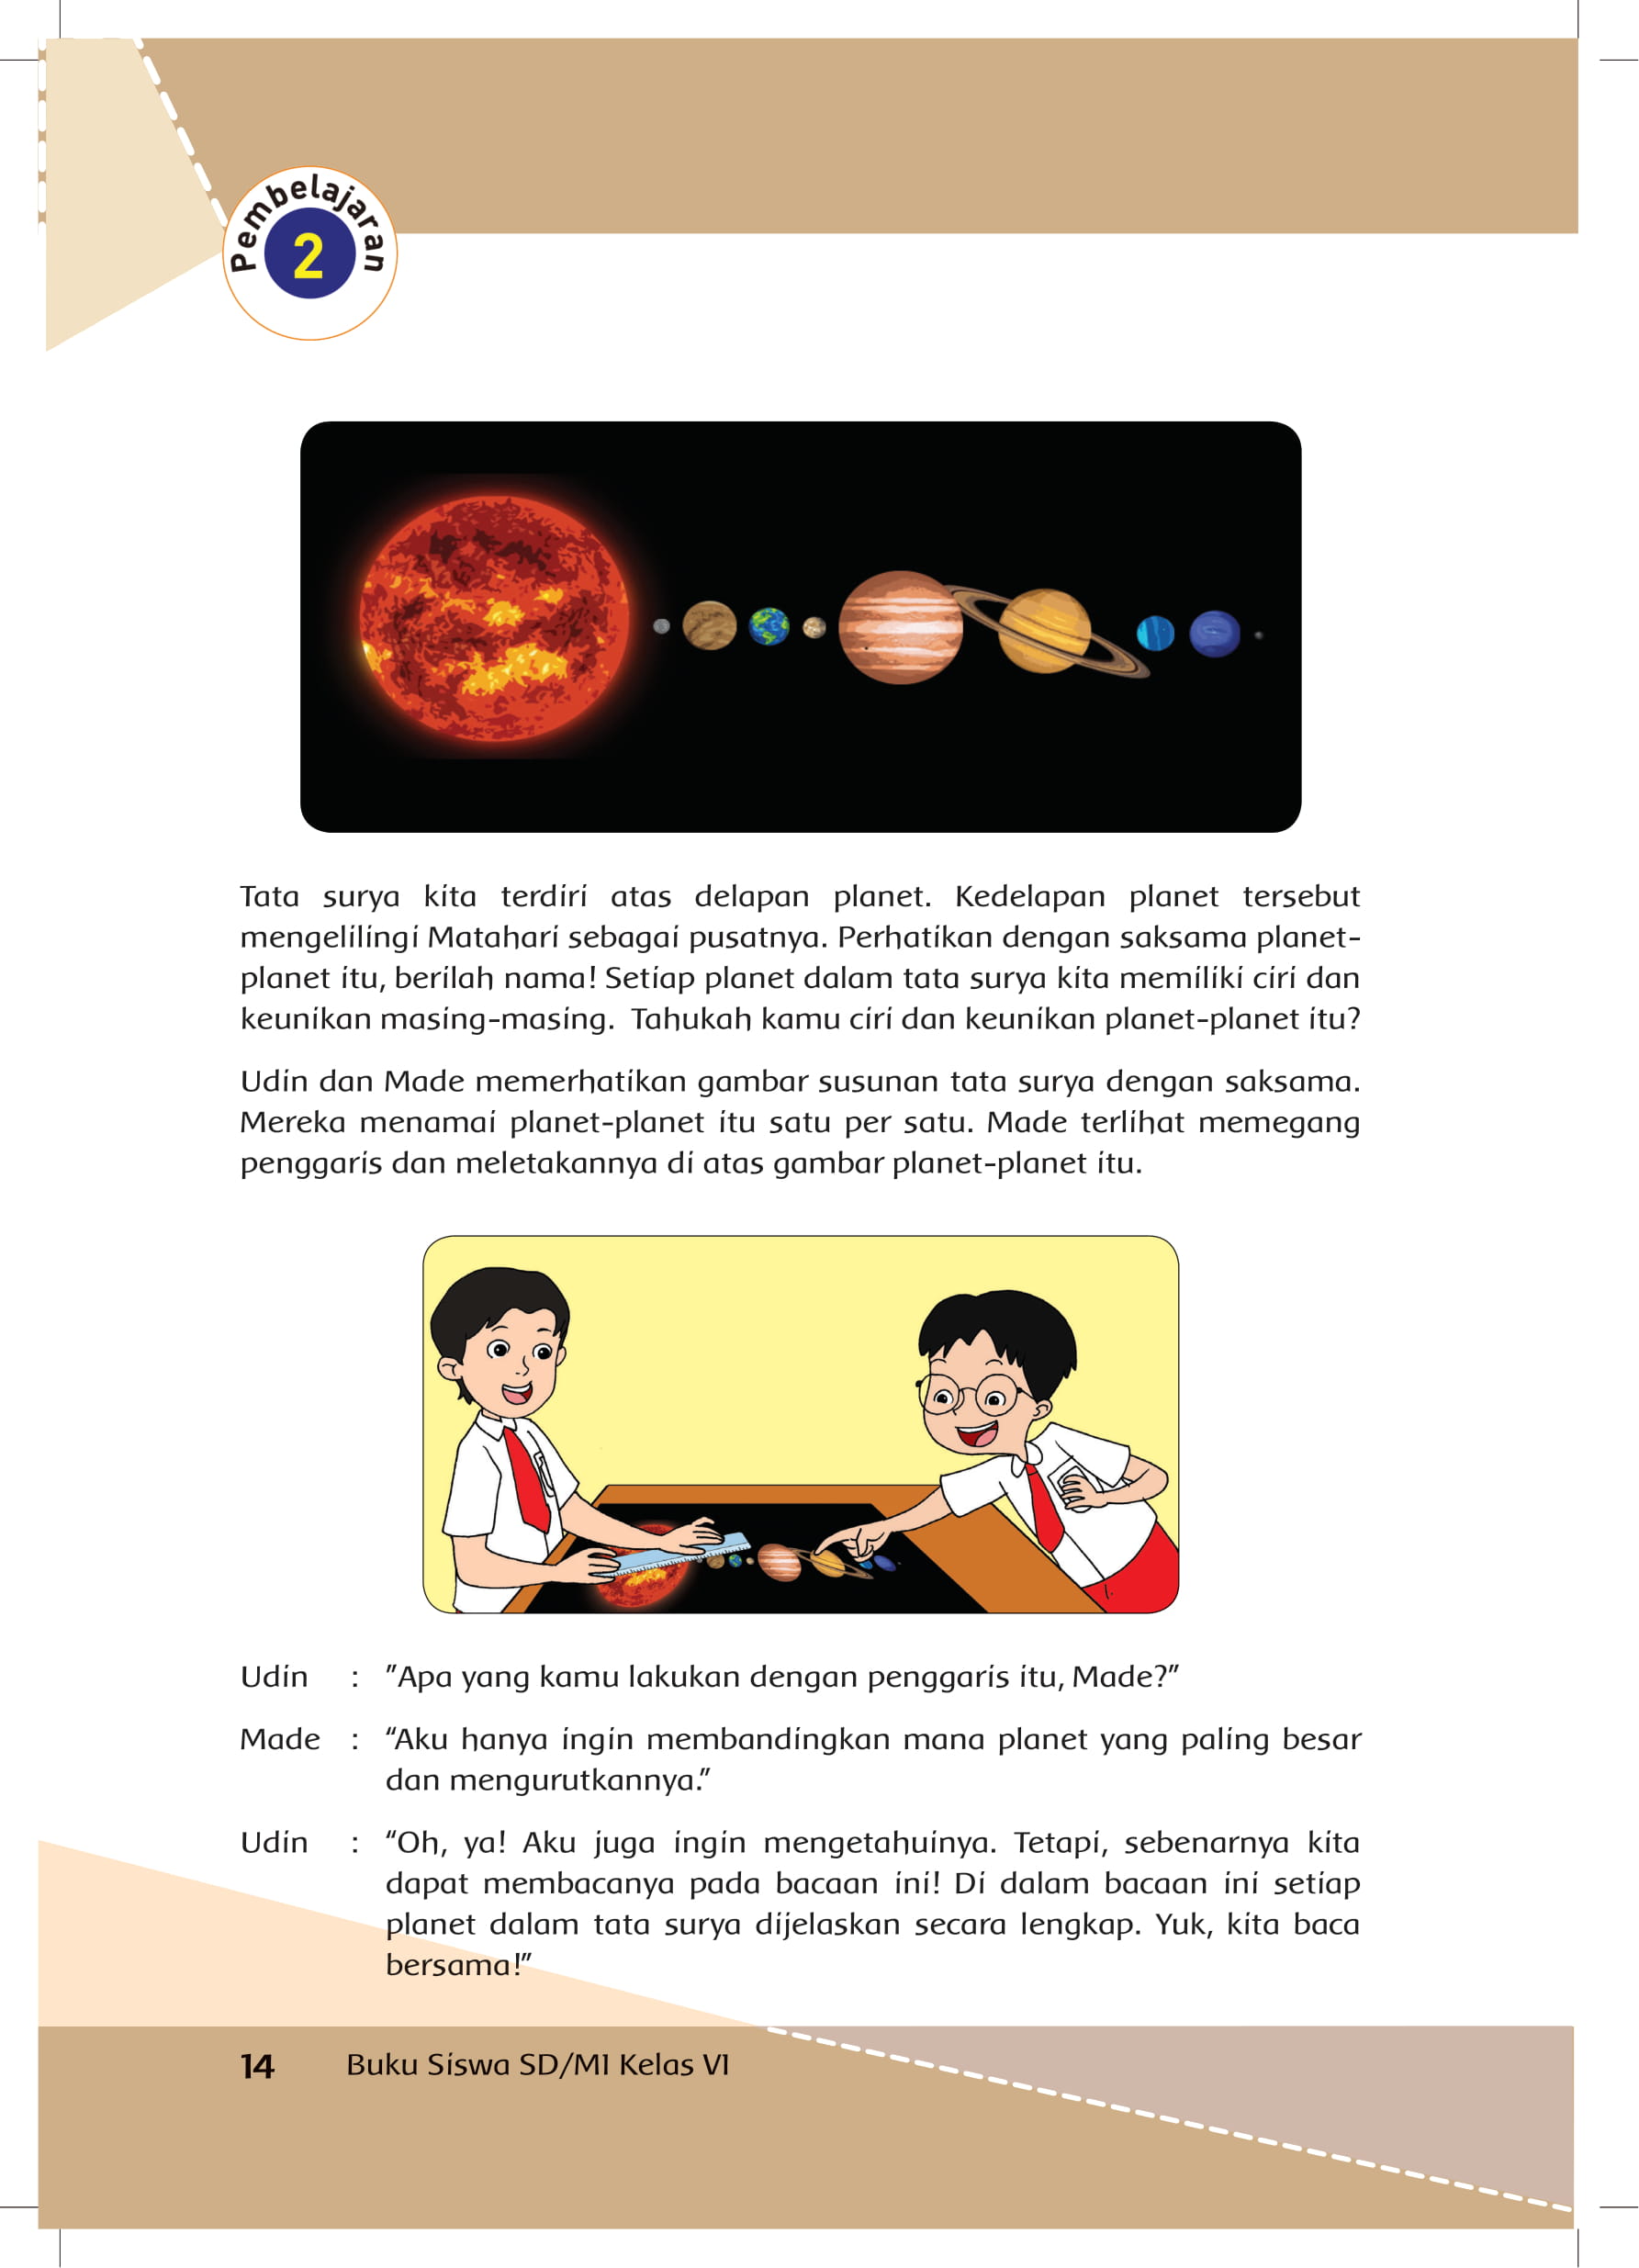 Pembelajaran
2
Tata surya kita terdiri atas delapan planet. Kedelapan planet tersebut
mengelilingi Matahari sebagai pusatnya. Perhatikan dengan saksama planet-
planet itu, berilah nama! Setiap planet dalam tata surya kita memiliki ciri dan
keunikan masing-masing. Tahukah kamu ciri dan keunikan planet-planet itu?
Udin dan Made memerhatikan gambar susunan tata surya dengan saksama.
Mereka menamai planet-planet itu satu per satu. Made terlihat memegang
penggaris dan meletakannya di atas gambar planet-planet itu.
Udin : ”Apa yang kamu lakukan dengan penggaris itu, Made?”
Made : “Aku hanya ingin membandingkan mana planet yang paling besar
dan mengurutkannya.”
Udin : “Oh, ya! Aku juga ingin mengetahuinya. Tetapi, sebenarnya kita
dapat membacanya pada bacaan ini! Di dalam bacaan ini setiap
planet dalam tata surya dijelaskan secara lengkap. Yuk, kita baca
bersama!”
14 Buku Siswa SD/MI Kelas VI